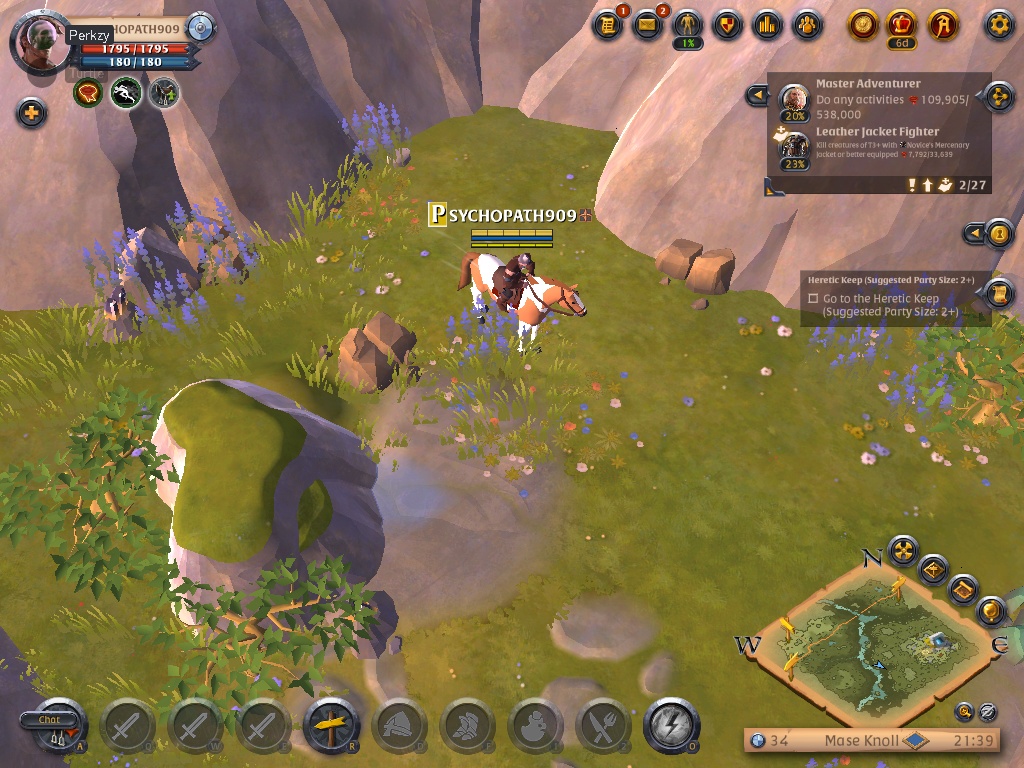 Perkzy
HOPATH909
1795 / 1795
180 / 180
1
2
1%
6d
Master Adventurer
Do any activities 109,905/
538,000
20%
Leather Jacket Fighter
Kill creatures of T3+ with Novice's Mercenary
Jacket or better equipped 7,792/33,639
23%
2/27
PSYCHOPATH909
Heretic Keep (Suggested Party Size: 2+)
Go to the Heretic Keep
(Suggested Party Size: 2+)
N
W
E
Chat
A
Q
W
E
R
D
F
O
34 Mase Knoll 21:39